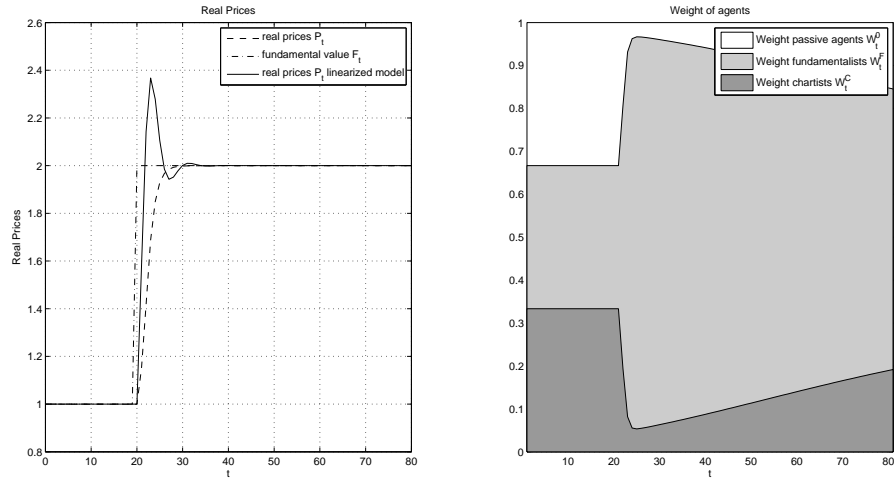 Real Prices
real prices P_t
fundamental value F_t
real prices P_t linearized model
2.6
2.4
2.2
2
1.8
1.6
1.4
1.2
1
0.8
Real Prices
0 10 20 30 40 50 60 70 80
t
Weight of agents
Weight passive agents W_t^0
Weight fundamentalists W_t^F
Weight chartists W_t^C
1
0.9
0.8
0.7
0.6
0.5
0.4
0.3
0.2
0.1
0
10 20 30 40 50 60 70 80
t